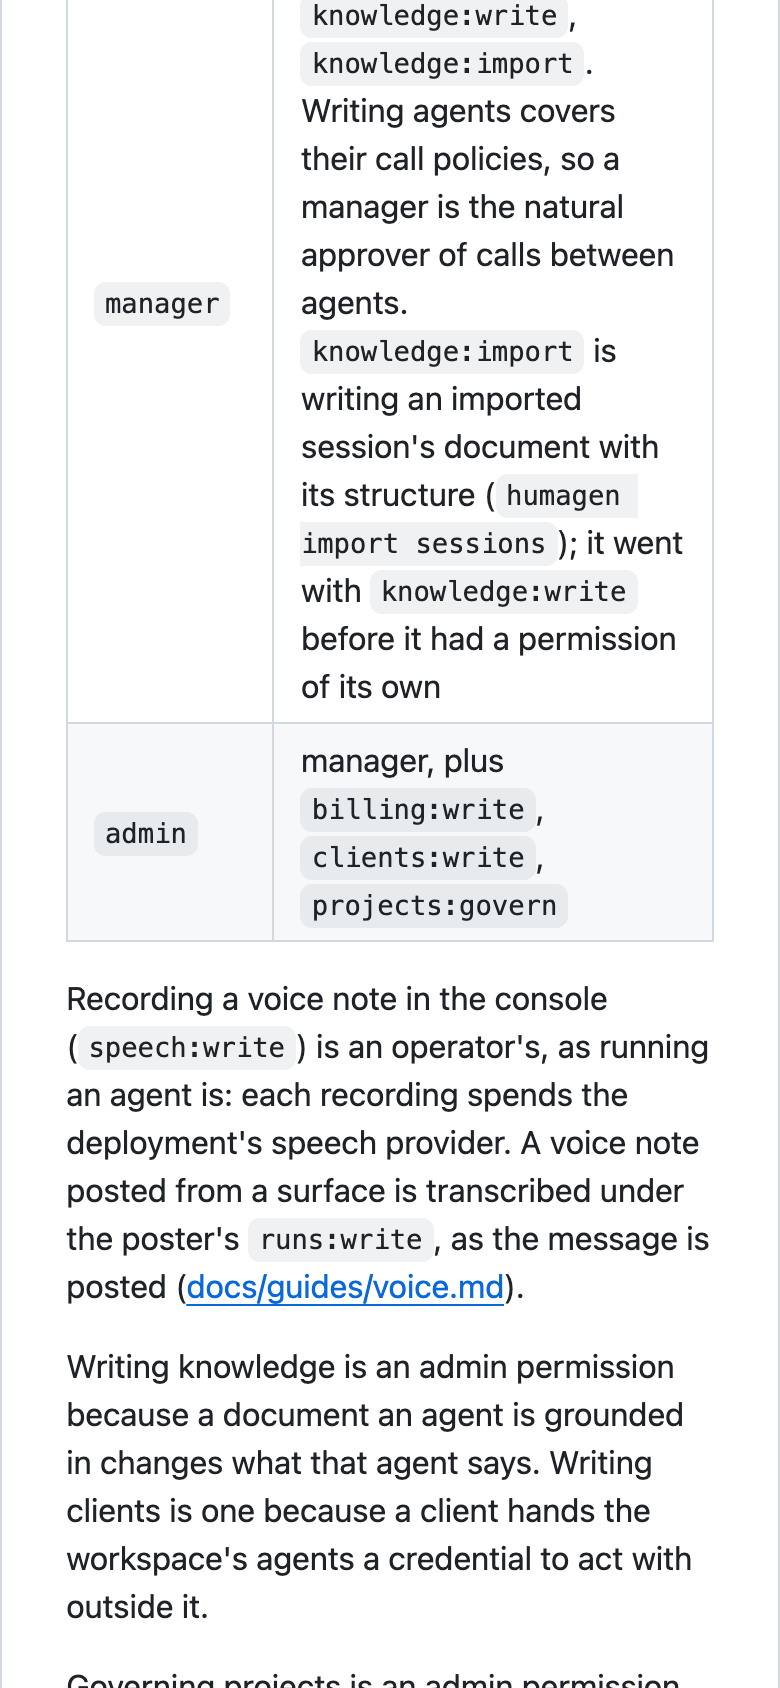 knowledge:write,
knowledge:import.
Writing agents covers
their call policies, so a
manager is the natural
approver of calls between
agents.
manager
knowledge:import is
writing an imported
session's document with
its structure (humagen
import sessions); it went
with knowledge:write
before it had a permission
of its own
manager, plus
billing:write,
admin
clients:write,
projects:govern
Recording a voice note in the console
(speech:write) is an operator's, as running
an agent is: each recording spends the
deployment's speech provider. A voice note
posted from a surface is transcribed under
the poster's runs:write, as the message is
posted (docs/guides/voice.md).
Writing knowledge is an admin permission
because a document an agent is grounded
in changes what that agent says. Writing
clients is one because a client hands the
workspace's agents a credential to act with
outside it.
Governing projects is an admin permission